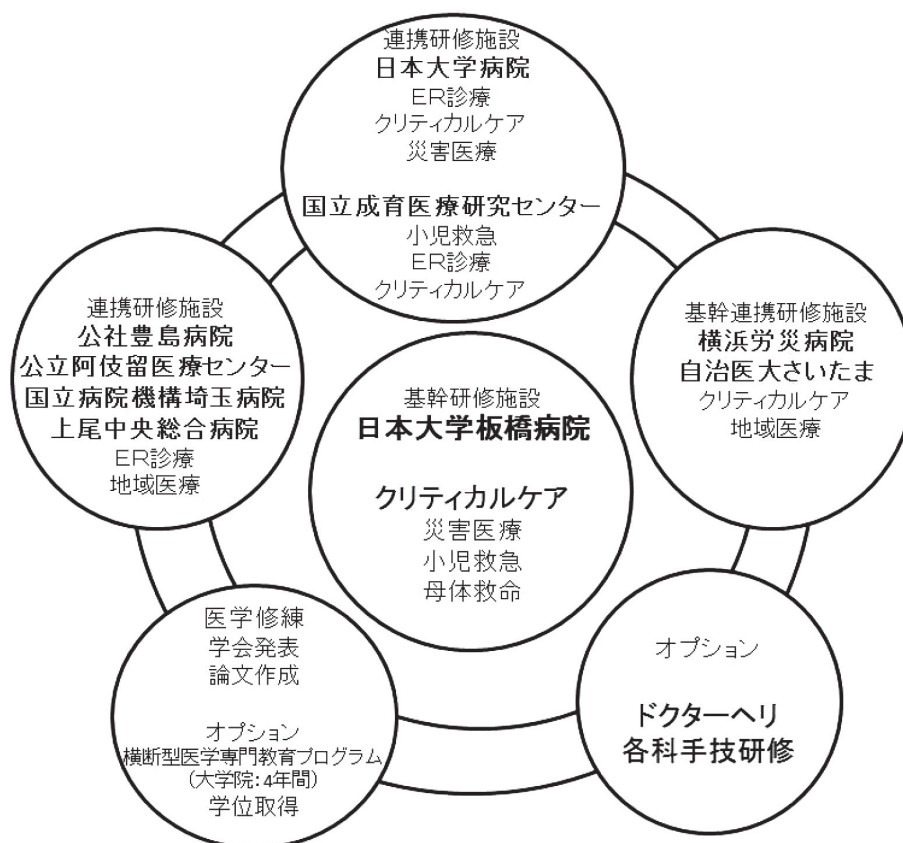 連携研修施設
日本大学病院
ER診療
クリティカルケア
災害医療
国立成育医療研究センター
小児救急
ER診療
クリティカルケア
連携研修施設
公社豊島病院
公立阿伎留医療センター
国立病院機構埼玉病院
上尾中央総合病院
ER診療
地域医療
基幹連携研修施設
横浜労災病院
自治医大さいたま
クリティカルケア
地域医療
基幹研修施設
日本大学板橋病院
クリティカルケア
災害医療
小児救急
母体救命
医学修練
学会発表
論文作成
オプション
横断型医学専門教育プログラム
(大学院:4年間)
学位取得
オプション
ドクターヘリ
各科手技研修